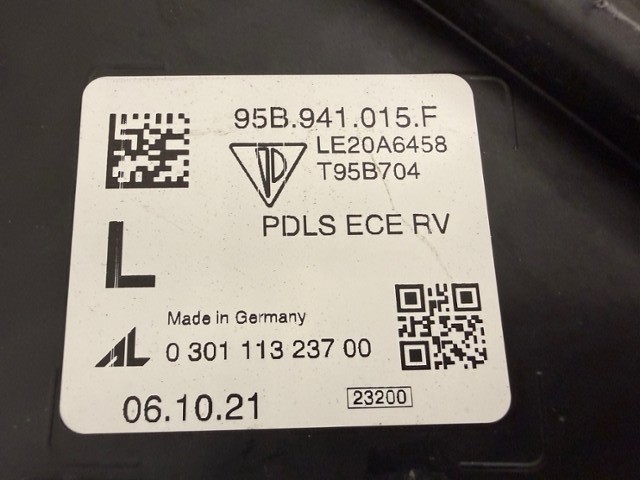 95B.941.015.F
LE20A6458
T95B704
PDLS ECE RV
L
Made in Germany
AL 0 301 113 237 00
06.10.21
23200